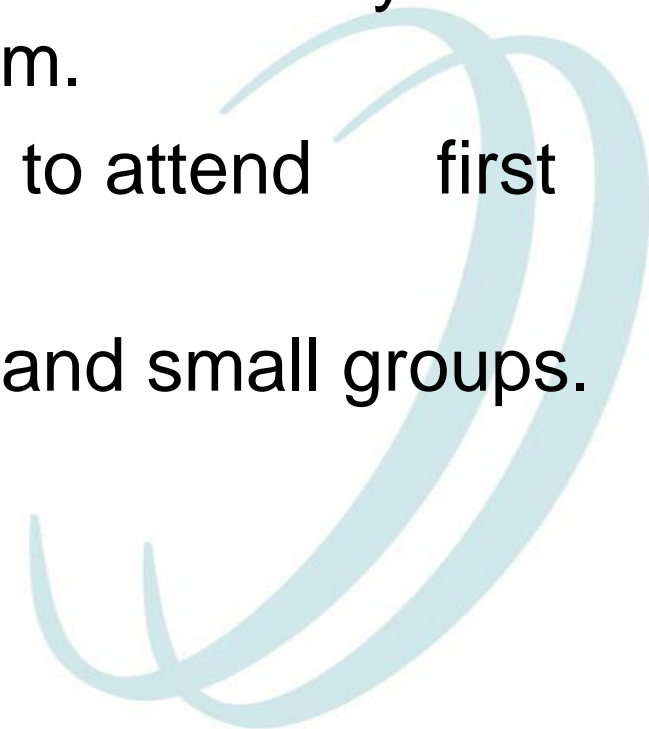 m.
to attend first
and small groups.